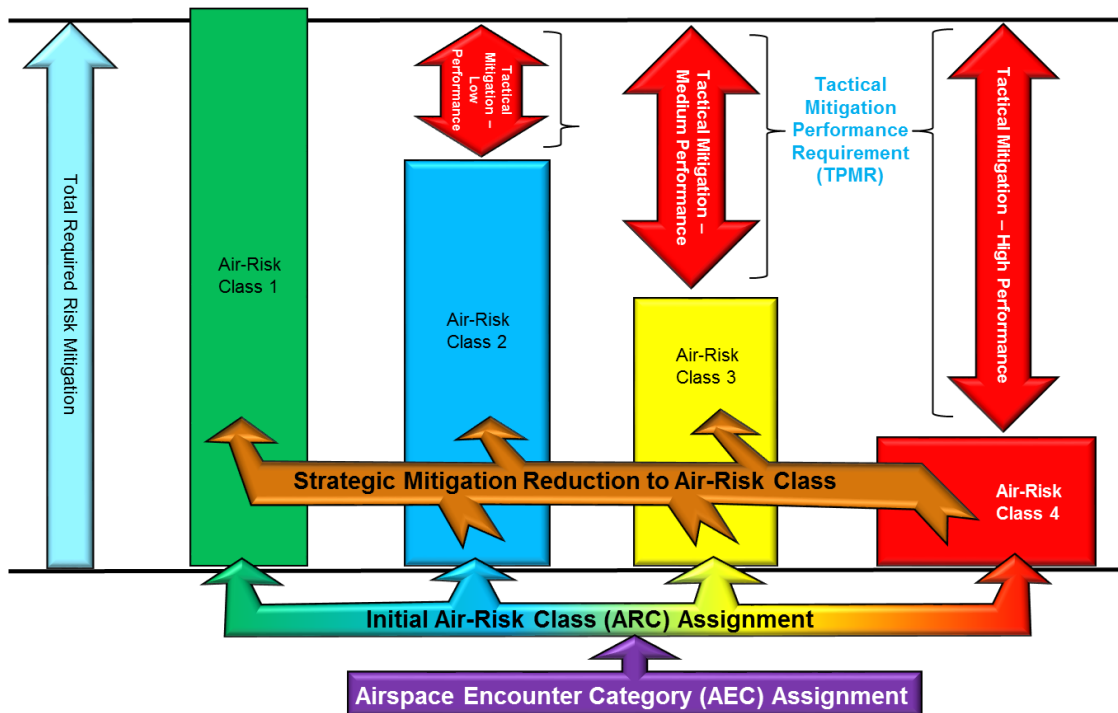 Total Required Risk Mitigation
Air-Risk
Class 1
Tactical
Mitigation –
Low
Performance
Air-Risk
Class 2
Tactical Mitigation –
Medium Performance
Air-Risk
Class 3
Tactical
Mitigation
Performance
Requirement
(TPMR)
Tactical Mitigation – High Performance
Air-Risk
Class 4
Strategic Mitigation Reduction to Air-Risk Class
Initial Air-Risk Class (ARC) Assignment
Airspace Encounter Category (AEC) Assignment